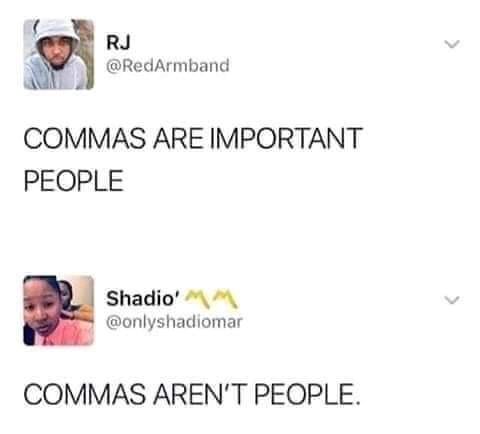 RJ
@RedArmband
COMMAS ARE IMPORTANT
PEOPLE
Shadio'
@onlyshadiomar
COMMAS AREN'T PEOPLE.